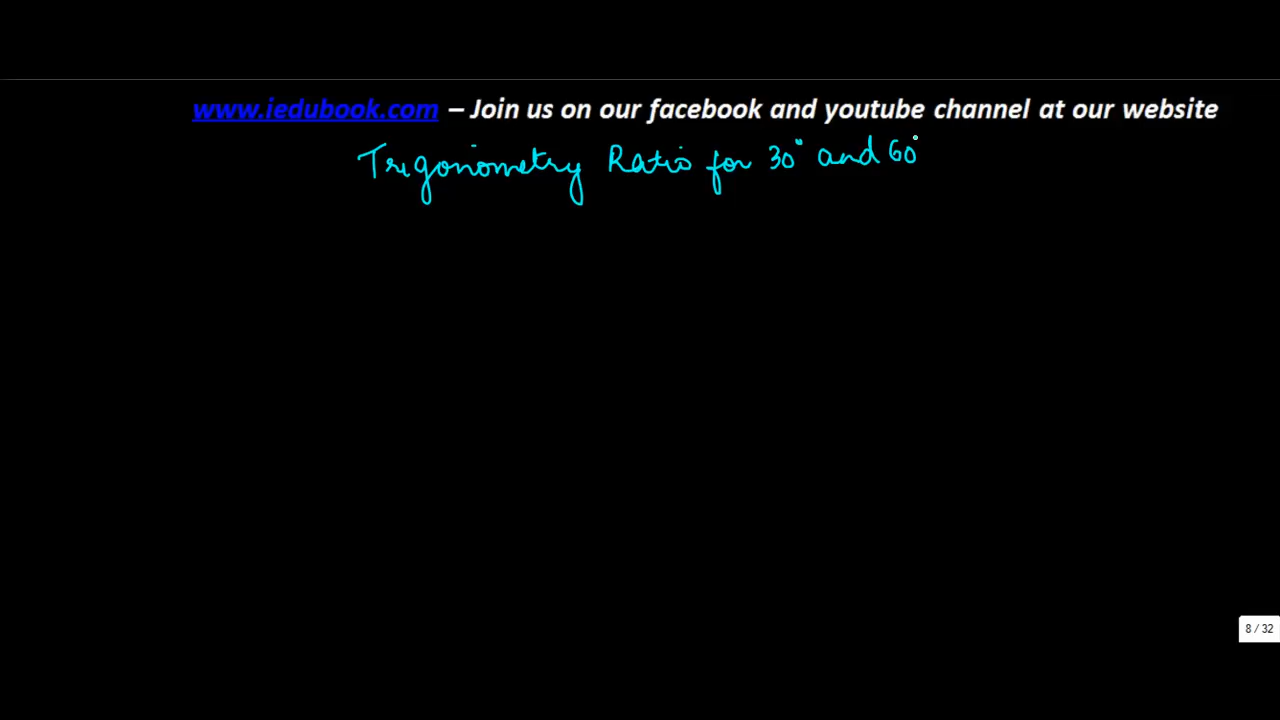 www.iedubook.com – Join us on our facebook and youtube channel at our website
Trigonometry Ratio for 30° and 60°
8 / 32